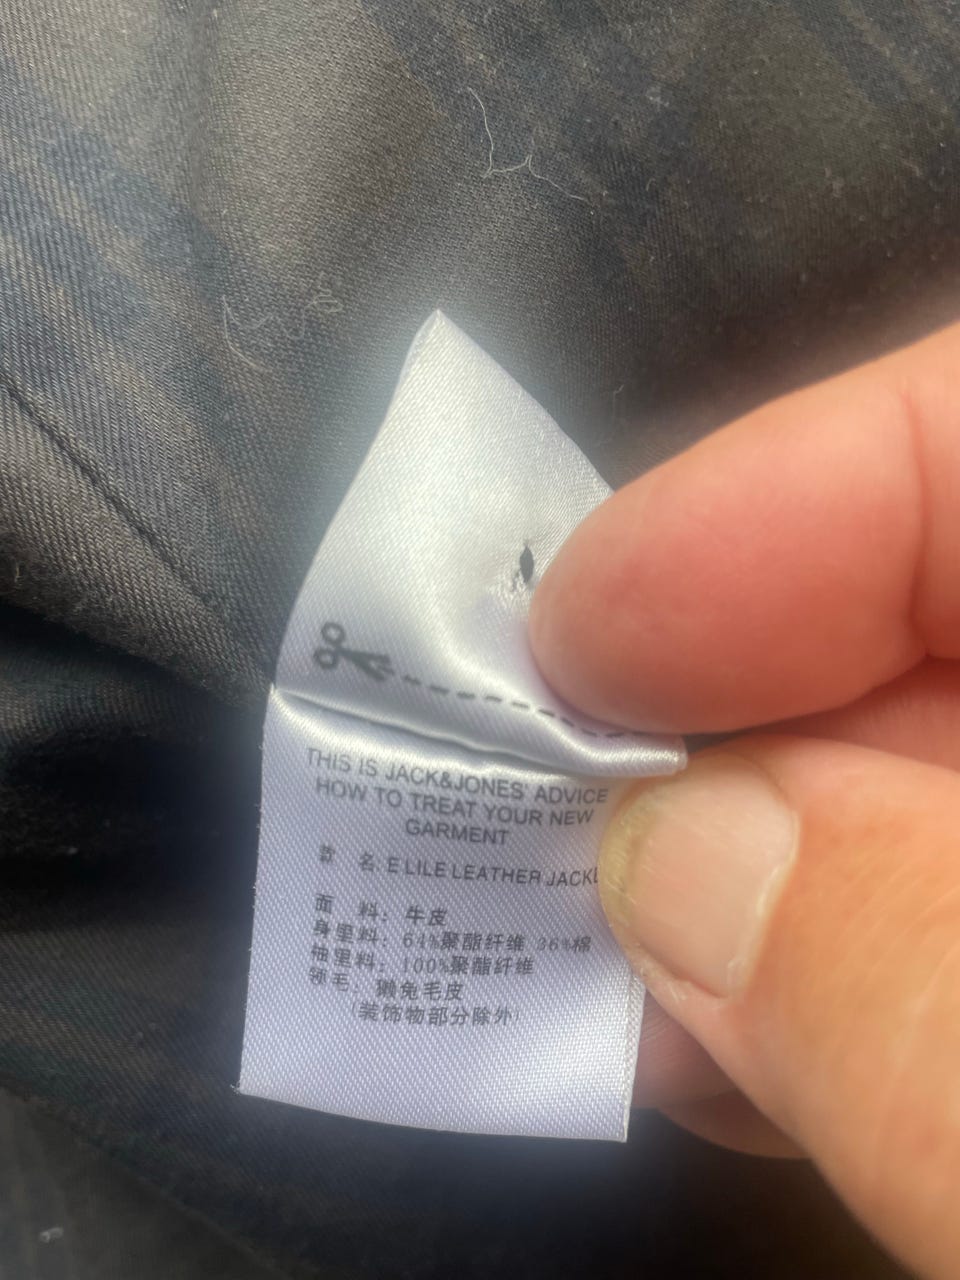 THIS IS JACK&JONES' ADVICE
HOW TO TREAT YOUR NEW
GARMENT
款 名: E LILE LEATHER
面 料: 牛皮
身里料: 64%聚酯纤维 36%棉
袖里料: 100%聚酯纤维
领毛: 獭兔毛皮
(装饰物部分除外)